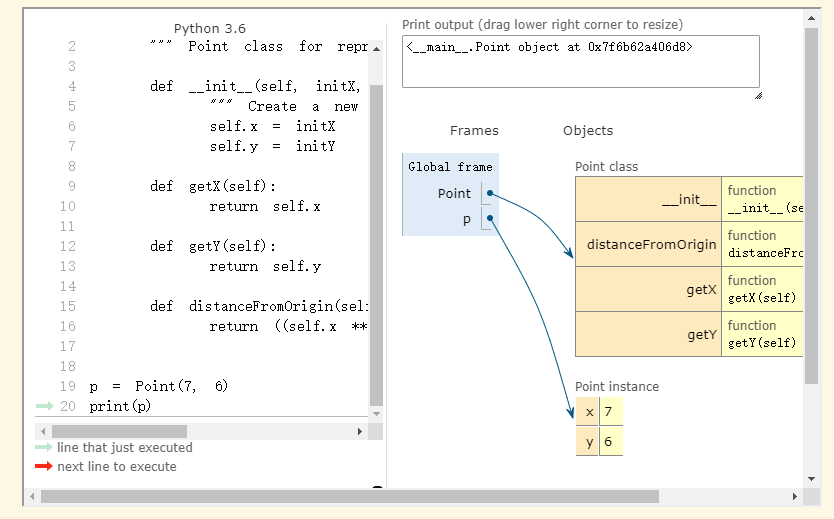 Python 3.6
2 """ Point class for repr
3
4 def __init__(self, initX,
5 """ Create a new
6 self.x = initX
7 self.y = initY
8
9 def getX(self):
10 return self.x
11
12 def getY(self):
13 return self.y
14
15 def distanceFromOrigin(sel
16 return ((self.x **
17
18
19 p = Point(7, 6)
20 print(p)
line that just executed
next line to execute
Print output (drag lower right corner to resize)
<__main__.Point object at 0x7f6b62a406d8>
Frames Objects
Global frame
Point
p
Point class
__init__ function
__init__(se
distanceFromOrigin function
distanceFro
getX function
getX(self)
getY function
getY(self)
Point instance
x 7
y 6